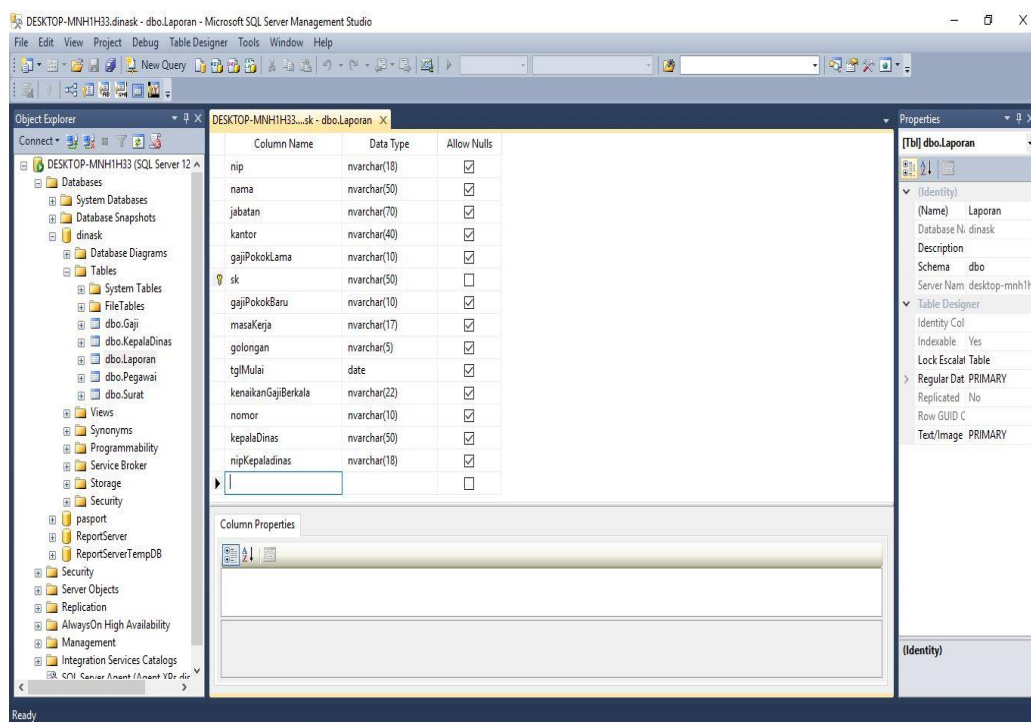 DESKTOP-MNH1H33.dinask - dbo.Laporan - Microsoft SQL Server Management Studio
File Edit View Project Debug Table Designer Tools Window Help
New Query
Object Explorer
Connect
DESKTOP-MNH1H33 (SQL Server 12
Databases
System Databases
Database Snapshots
dinask
Database Diagrams
Tables
System Tables
FileTables
dbo.Gaji
dbo.KepalaDinas
dbo.Laporan
dbo.Pegawai
dbo.Surat
Views
Synonyms
Programmability
Service Broker
Storage
Security
pasport
ReportServer
ReportServerTempDB
Security
Server Objects
Replication
AlwaysOn High Availability
Management
Integration Services Catalogs
SQL Server Agent (Agent XPs dis
DESKTOP-MNH1H33....sk - dbo.Laporan X
Column Name Data Type Allow Nulls
nip nvarchar(18)
nama nvarchar(50)
jabatan nvarchar(70)
kantor nvarchar(40)
gajiPokokLama nvarchar(10)
sk nvarchar(50)
gajiPokokBaru nvarchar(10)
masaKerja nvarchar(17)
golongan nvarchar(5)
tglMulai date
kenaikanGajiBerkala nvarchar(22)
nomor nvarchar(10)
kepalaDinas nvarchar(50)
nipKepaladinas nvarchar(18)
Column Properties
Properties
[Tbl] dbo.Laporan
(Identity)
(Name) Laporan
Database Na dinask
Description
Schema dbo
Server Nam desktop-mnh1h
Table Designer
Identity Col
Indexable Yes
Lock Escalat Table
Regular Dat PRIMARY
Replicated No
Row GUID C
Text/Image PRIMARY
(Identity)
Ready